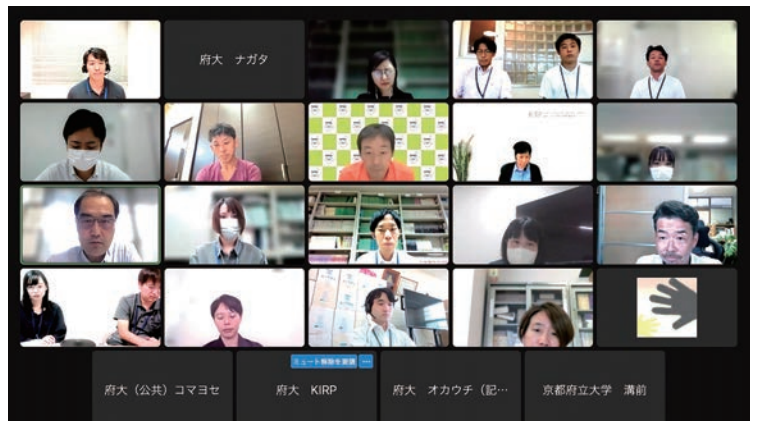 府大　ナガタ
ミュート解除を要請
府大（公共）コマヨセ
府大　KIRP
府大　オカウチ（記…
京都府立大学　溝前